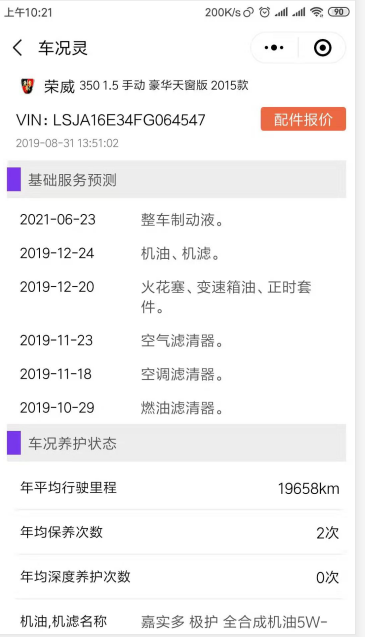 上午10:21
200K/s
90
车况灵
荣威 350 1.5 手动 豪华天窗版 2015款
VIN: LSJA16E34FG064547
配件报价
2019-08-31 13:51:02
基础服务预测
2021-06-23 整车制动液。
2019-12-24 机油、机滤。
2019-12-20 火花塞、变速箱油、正时套
件。
2019-11-23 空气滤清器。
2019-11-18 空调滤清器。
2019-10-29 燃油滤清器。
车况养护状态
年平均行驶里程 19658km
年均保养次数 2次
年均深度养护次数 0次
机油,机滤名称 嘉实多 极护 全合成机油5W-